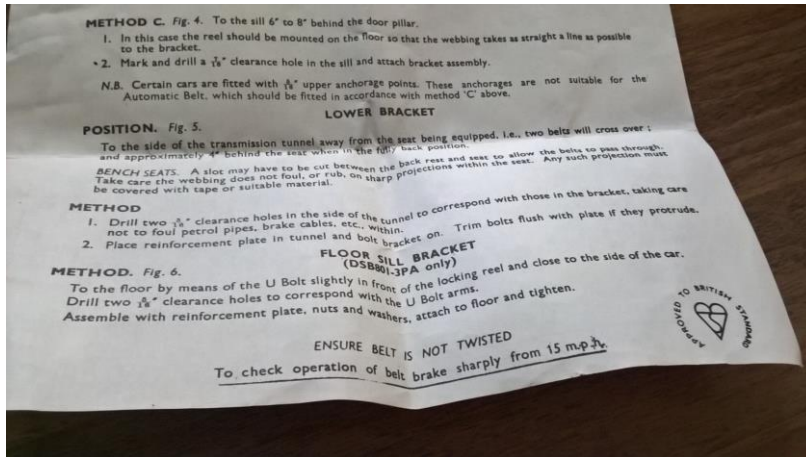 METHOD C. Fig. 4. To the sill 6" to 8" behind the door pillar.
1. In this case the reel should be mounted on the floor so that the webbing takes as straight a line as possible
to the bracket.
2. Mark and drill a 5/16" clearance hole in the sill and attach bracket assembly.
N.B. Certain cars are fitted with 5/16" upper anchorage points. These anchorages are not suitable for the
Automatic Belt, which should be fitted in accordance with method 'C' above.
LOWER BRACKET
POSITION. Fig. 5.
To the side of the transmission tunnel away from the seat being equipped, i.e., two belts will cross over ;
and approximately 4" behind the seat when in the fully back position.
BENCH SEATS. A slot may have to be cut between the back rest and seat to allow the belts to pass through.
Take care the webbing does not foul, or rub, on sharp projections within the seat. Any such projection must
be covered with tape or suitable material.
METHOD
1. Drill two 5/16" clearance holes in the side of the tunnel to correspond with those in the bracket, taking care
not to foul petrol pipes, brake cables, etc., within.
2. Place reinforcement plate in tunnel and bolt bracket on. Trim bolts flush with plate if they protrude.
FLOOR SILL BRACKET
(DSB801-3PA only)
METHOD. Fig. 6.
To the floor by means of the U Bolt slightly in front of the locking reel and close to the side of the car.
Drill two 5/16" clearance holes to correspond with the U Bolt arms.
Assemble with reinforcement plate, nuts and washers, attach to floor and tighten.
ENSURE BELT IS NOT TWISTED
To check operation of belt brake sharply from 15 m.p.h.
APPROVED TO BRITISH STANDARD